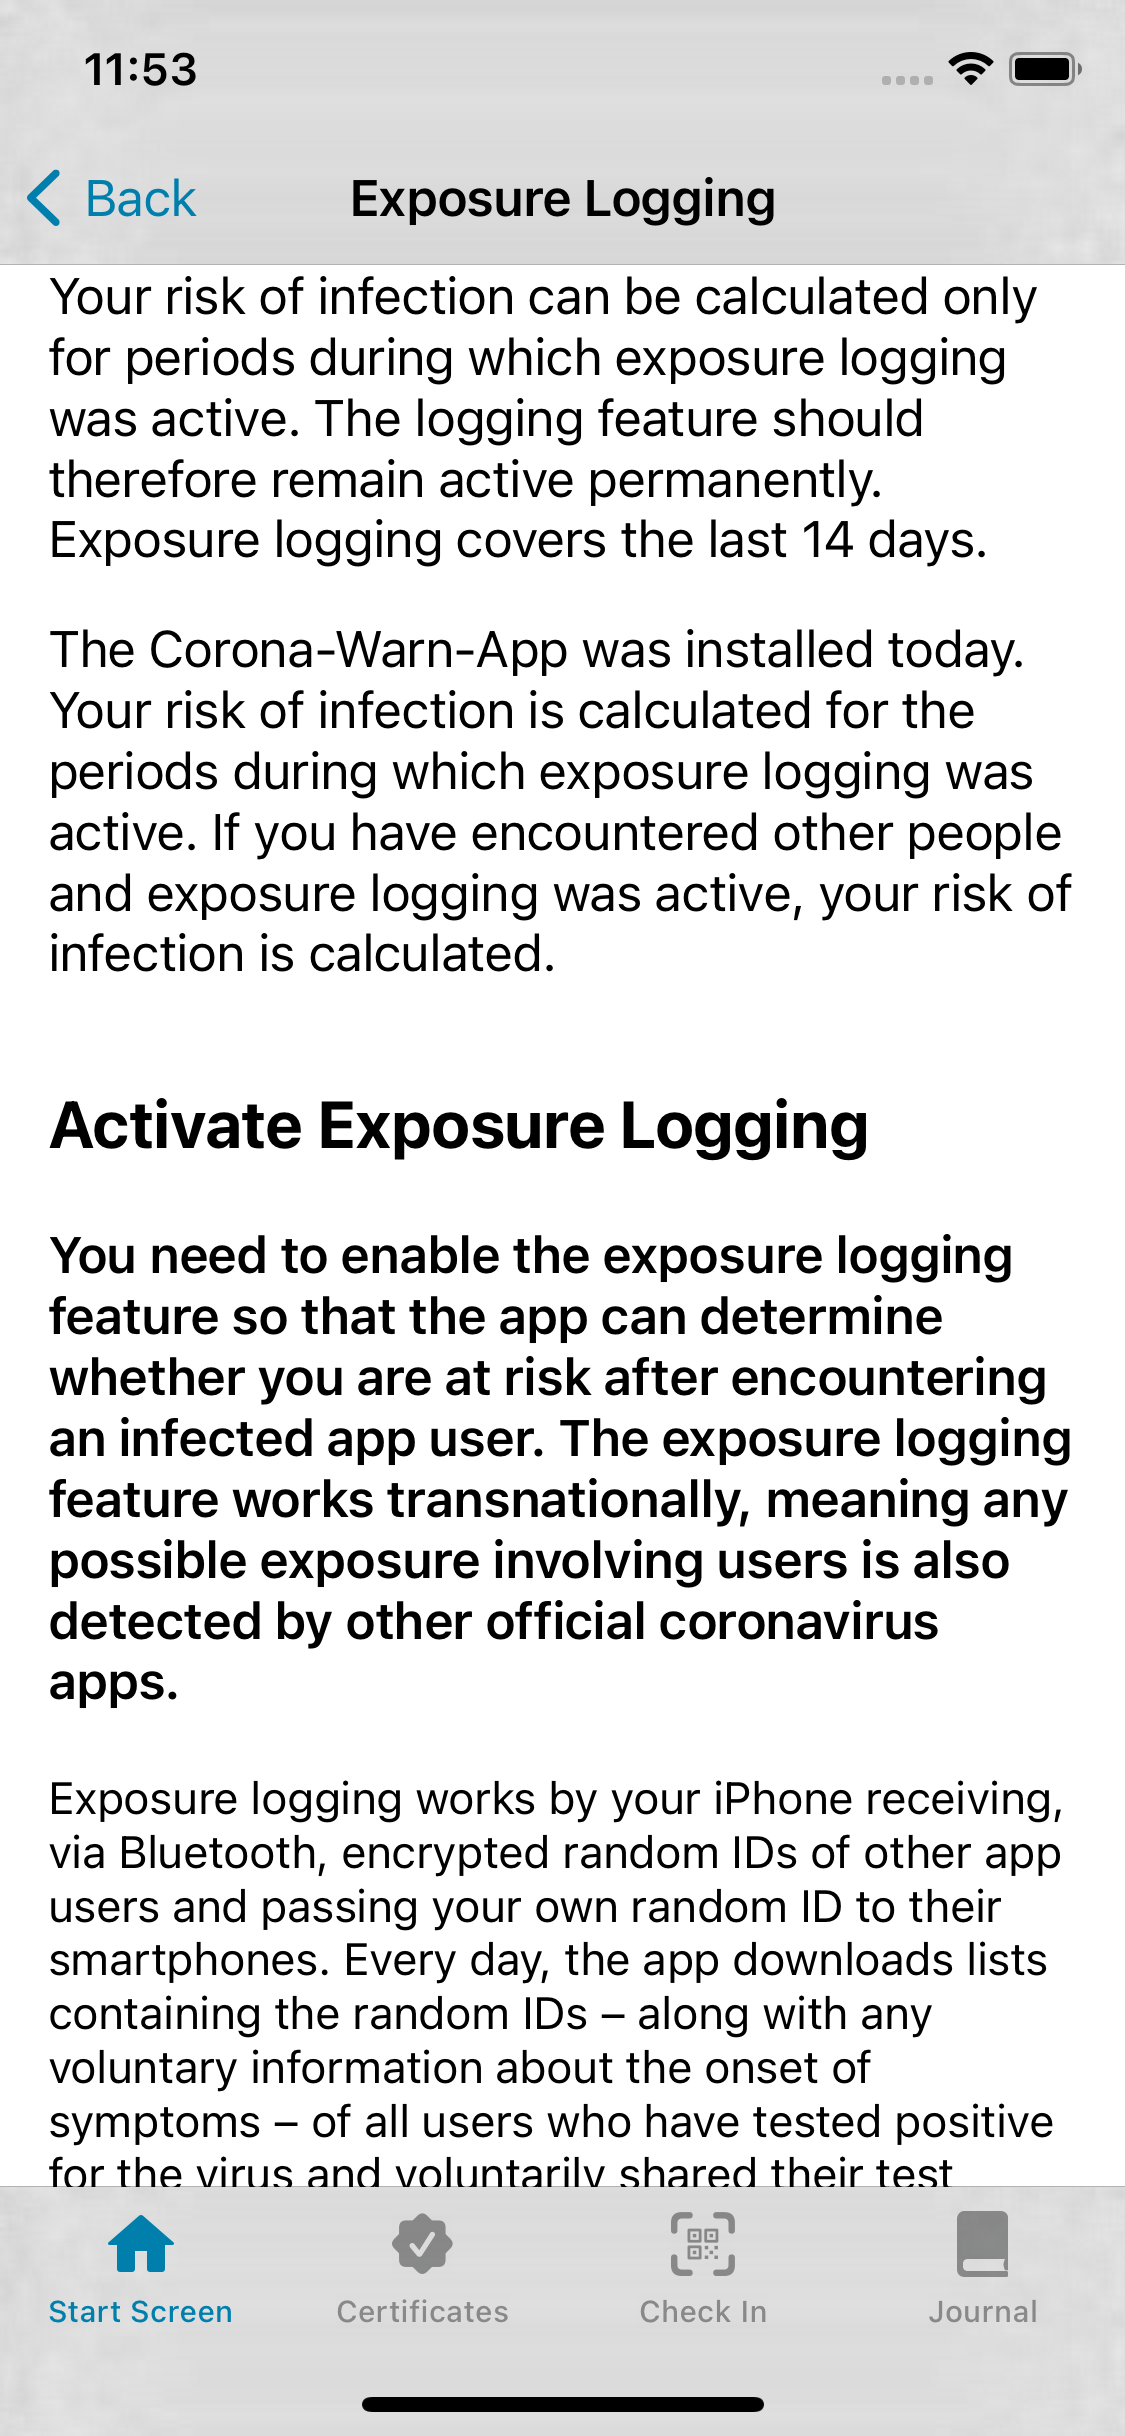 11:53
Back
Exposure Logging
Your risk of infection can be calculated only
for periods during which exposure logging
was active. The logging feature should
therefore remain active permanently.
Exposure logging covers the last 14 days.
The Corona-Warn-App was installed today.
Your risk of infection is calculated for the
periods during which exposure logging was
active. If you have encountered other people
and exposure logging was active, your risk of
infection is calculated.
Activate Exposure Logging
You need to enable the exposure logging
feature so that the app can determine
whether you are at risk after encountering
an infected app user. The exposure logging
feature works transnationally, meaning any
possible exposure involving users is also
detected by other official coronavirus
apps.
Exposure logging works by your iPhone receiving,
via Bluetooth, encrypted random IDs of other app
users and passing your own random ID to their
smartphones. Every day, the app downloads lists
containing the random IDs – along with any
voluntary information about the onset of
symptoms – of all users who have tested positive
for the virus and voluntarily shared their test
Start Screen
Certificates
Check In
Journal